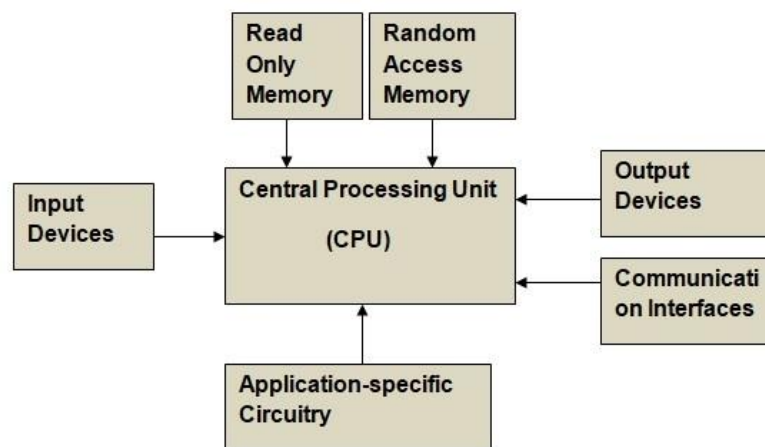 Read
Only
Memory
Random
Access
Memory
Central Processing Unit
(CPU)
Input
Devices
Output
Devices
Communicati
on Interfaces
Application-specific
Circuitry